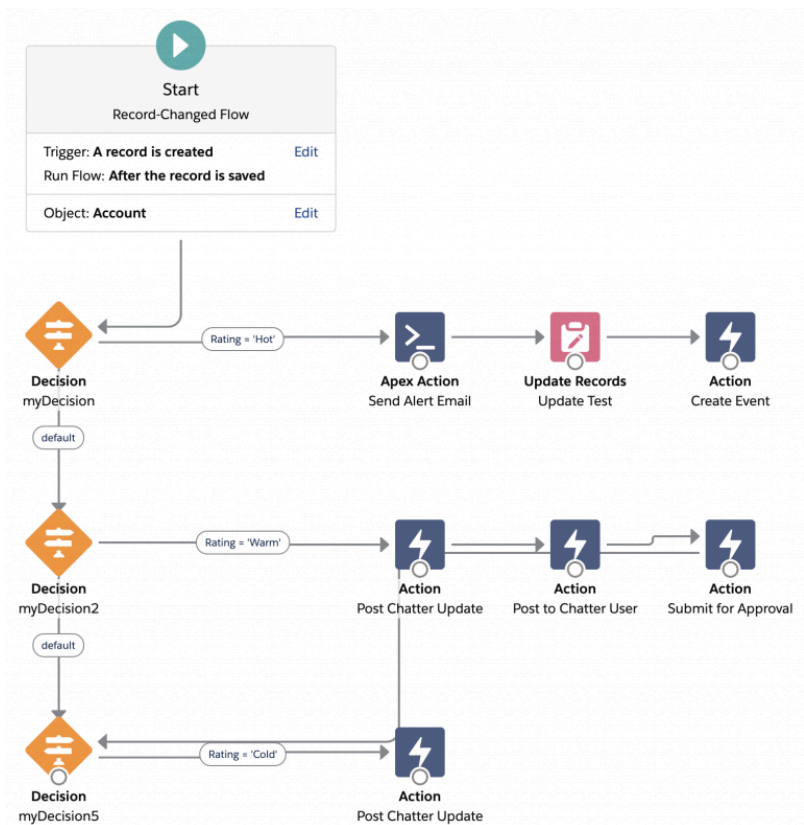 Start
Record-Changed Flow
Trigger: A record is created
Edit
Run Flow: After the record is saved
Object: Account
Edit
Rating = 'Hot'
Decision
myDecision
Apex Action
Send Alert Email
Update Records
Update Test
Action
Create Event
default
Rating = 'Warm'
Decision
myDecision2
Action
Post Chatter Update
Action
Post to Chatter User
Action
Submit for Approval
default
Rating = 'Cold'
Decision
myDecision5
Action
Post Chatter Update